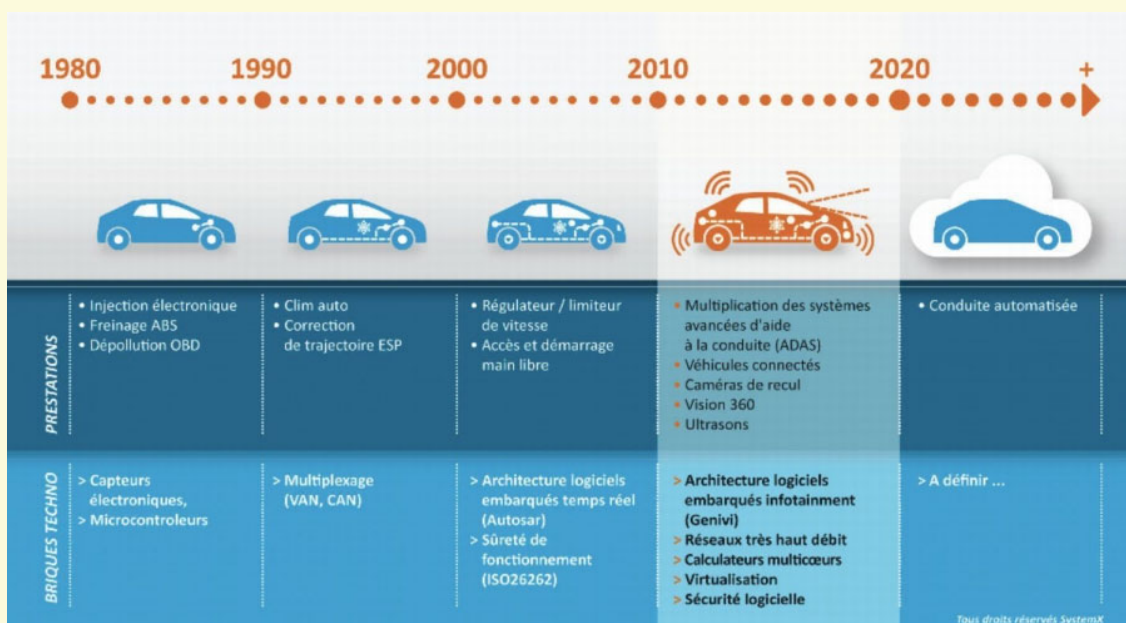 1980
1990
2000
2010
2020
+
PRESTATIONS
• Injection électronique
• Freinage ABS
• Dépollution OBD
• Clim auto
• Correction
de trajectoire ESP
• Régulateur / limiteur
de vitesse
• Accès et démarrage
main libre
• Multiplication des systèmes
avancées d'aide
à la conduite (ADAS)
• Véhicules connectés
• Caméras de recul
• Vision 360
• Ultrasons
• Conduite automatisée
BRIQUES TECHNO
> Capteurs
électroniques,
> Microcontroleurs
> Multiplexage
(VAN, CAN)
> Architecture logiciels
embarqués temps réel
(Autosar)
> Sûreté de
fonctionnement
(ISO26262)
> Architecture logiciels
embarqués infotainment
(Genivi)
> Réseaux très haut débit
> Calculateurs multicœurs
> Virtualisation
> Sécurité logicielle
> A définir ...
Tous droits réservés SystemX